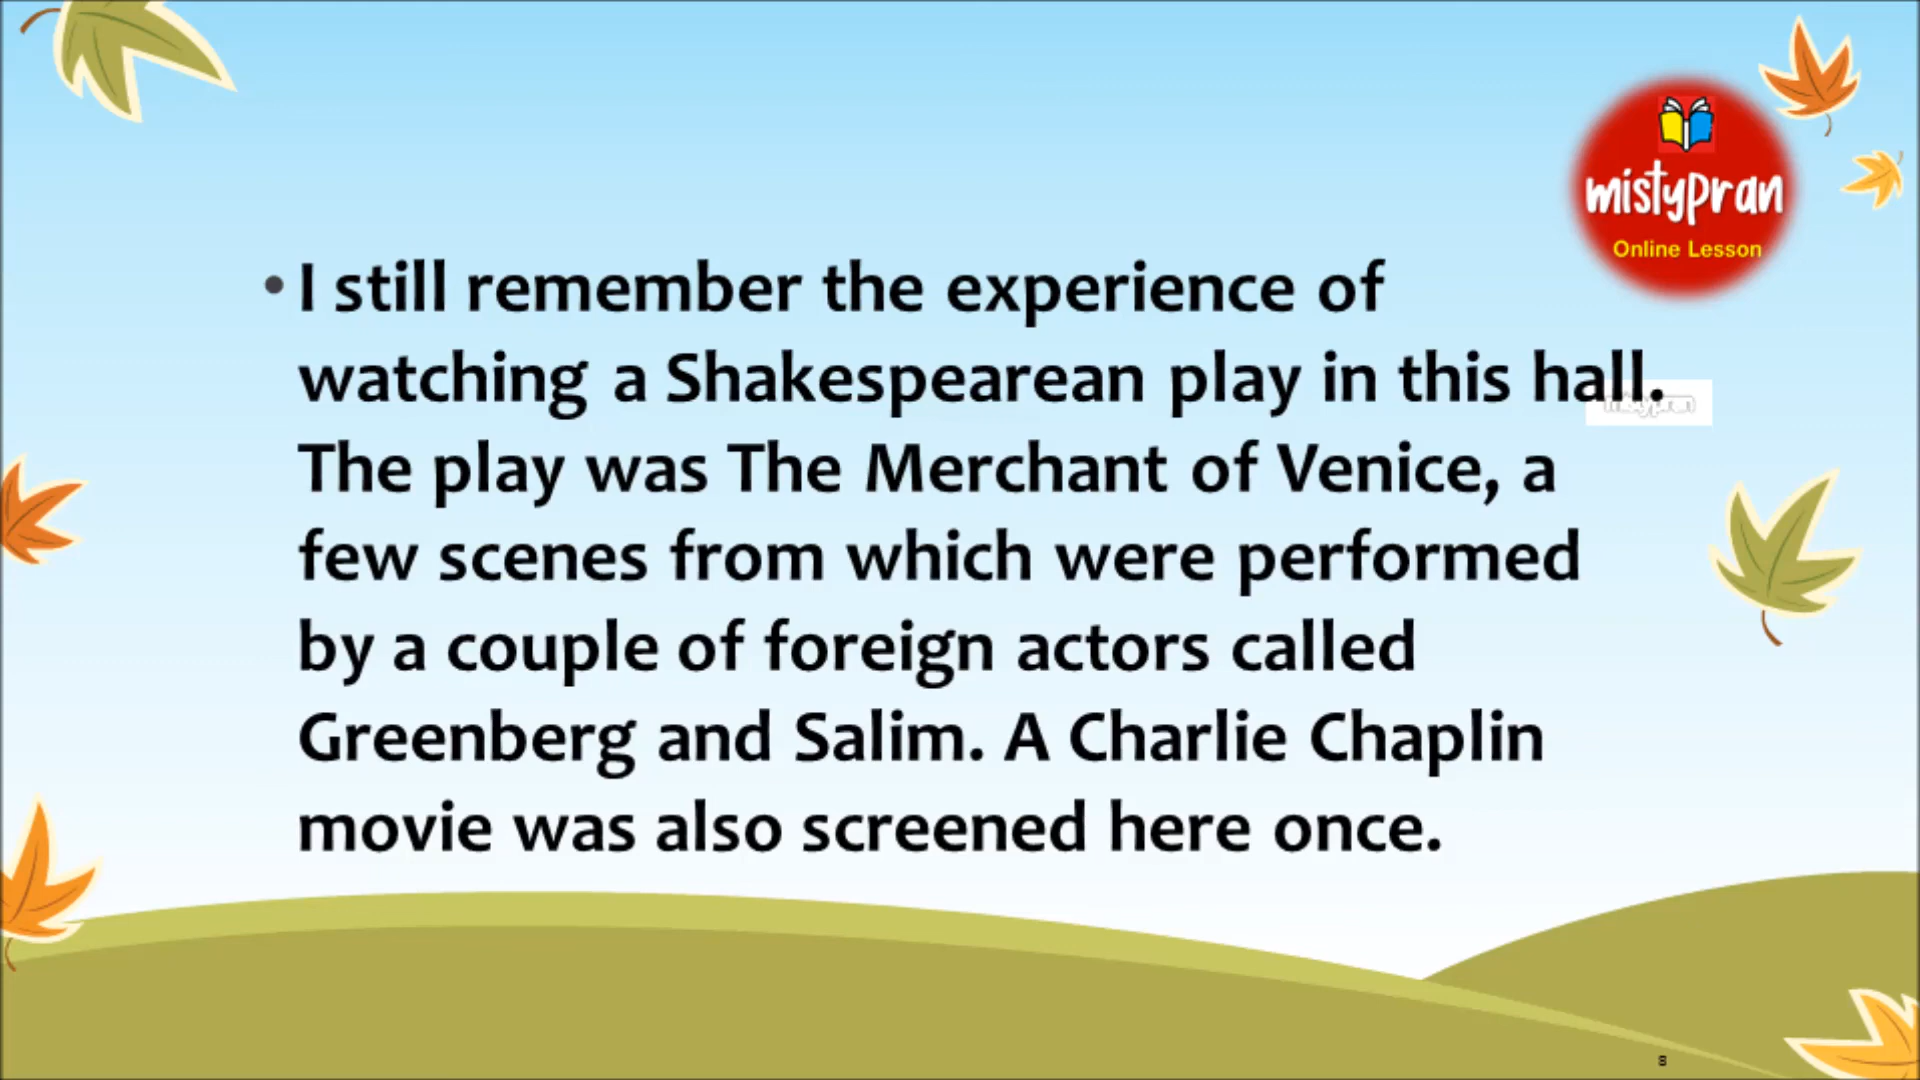 mistypran
Online Lesson
• I still remember the experience of
watching a Shakespearean play in this hall.
mistypran
The play was The Merchant of Venice, a
few scenes from which were performed
by a couple of foreign actors called
Greenberg and Salim. A Charlie Chaplin
movie was also screened here once.
8